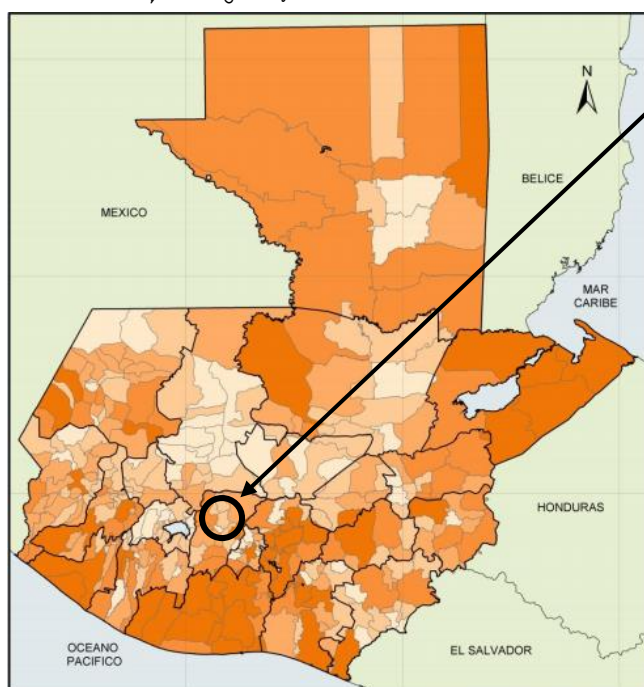 N
BELICE
MEXICO
MAR
CARIBE
HONDURAS
OCEANO
PACIFICO
EL SALVADOR